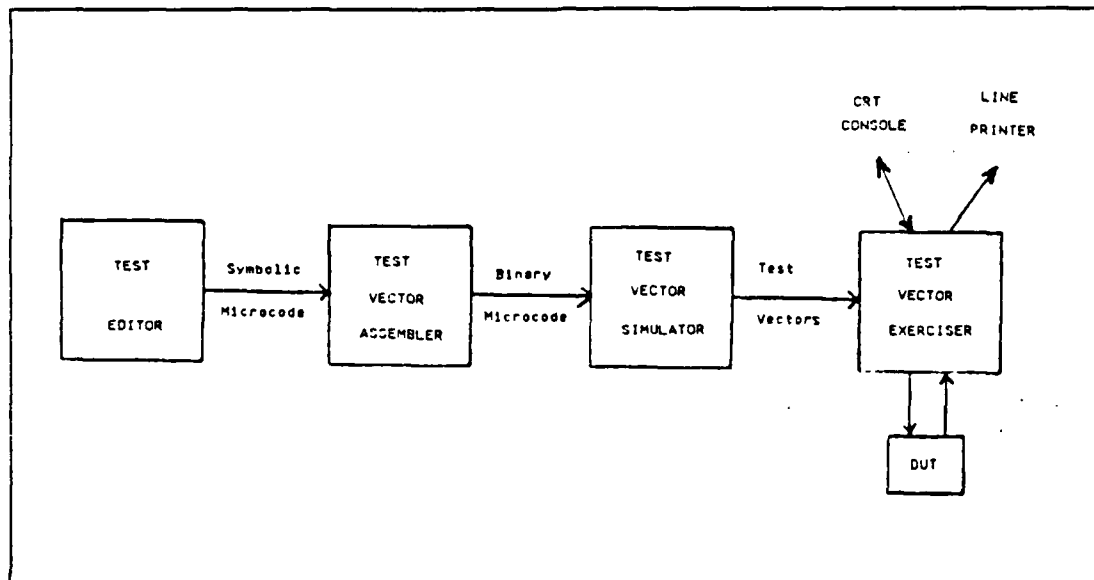 CRT
CONSOLE
LINE
PRINTER
TEST
EDITOR
Symbolic
Microcode
TEST
VECTOR
ASSEMBLER
Binary
Microcode
TEST
VECTOR
SIMULATOR
Test
Vectors
TEST
VECTOR
EXERCISER
DUT